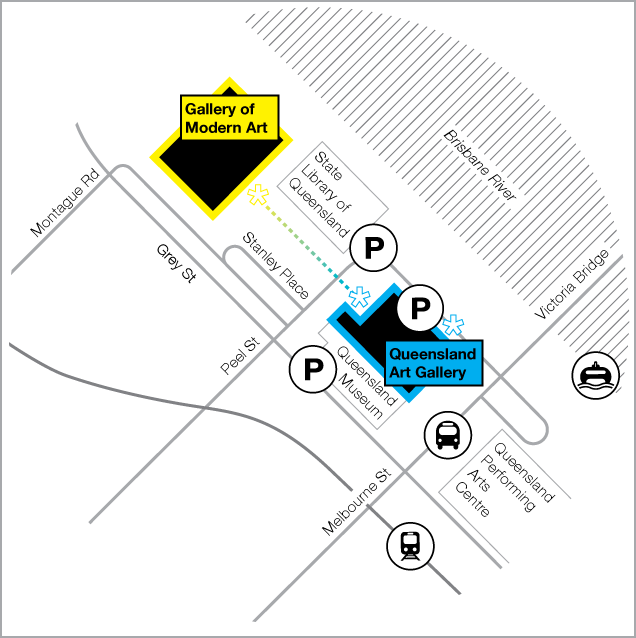 Gallery of
Modern Art
State
Library of
Queensland
Brisbane River
Montague Rd
Grey St
Stanley Place
P
Victoria Bridge
P
Peel St
P
Queensland
Museum
Queensland
Art Gallery
Queensland
Performing
Arts
Centre
Melbourne St